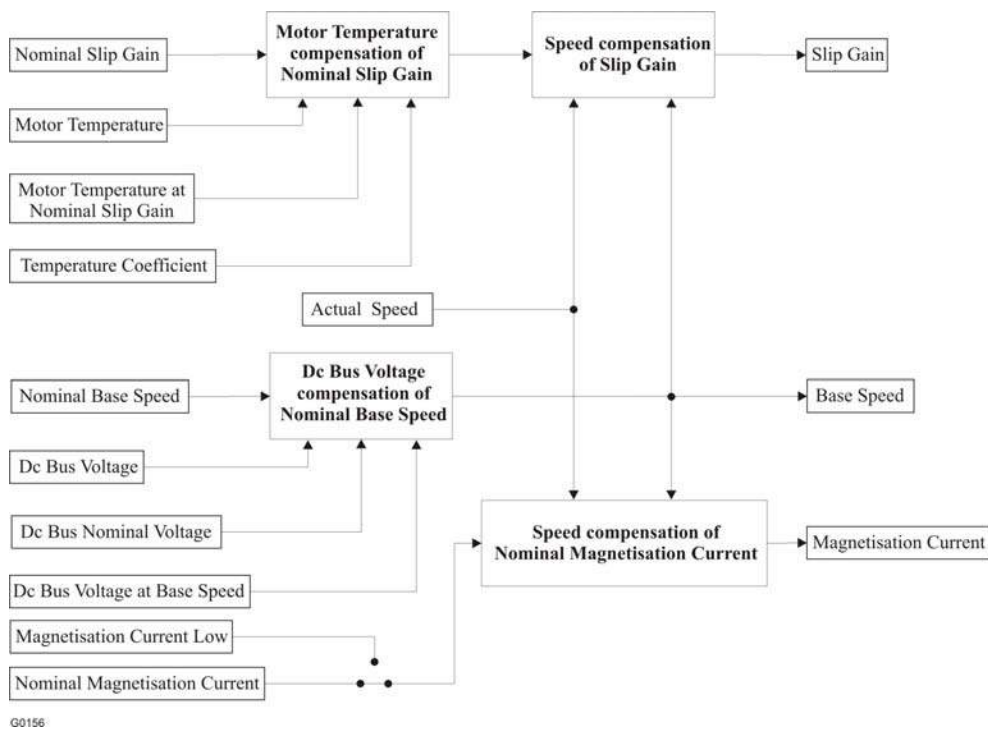 Nominal Slip Gain
Motor Temperature
compensation of
Nominal Slip Gain
Speed compensation
of Slip Gain
Slip Gain
Motor Temperature
Motor Temperature at
Nominal Slip Gain
Temperature Coefficient
Actual Speed
Nominal Base Speed
Dc Bus Voltage
compensation of
Nominal Base Speed
Base Speed
Dc Bus Voltage
Dc Bus Nominal Voltage
Speed compensation of
Nominal Magnetisation Current
Magnetisation Current
Dc Bus Voltage at Base Speed
Magnetisation Current Low
Nominal Magnetisation Current
G0156